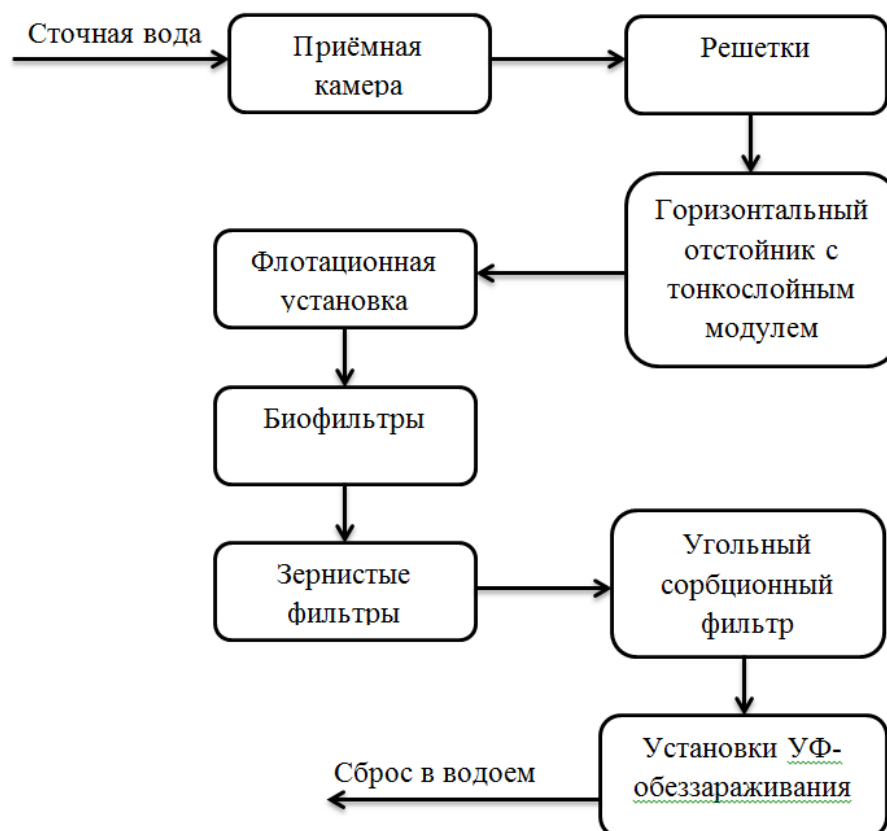 Сточная вода
Приёмная
камера
Решетки
Горизонтальный
отстойник с
тонкослойным
модулем
Флотационная
установка
Биофильтры
Зернистые
фильтры
Угольный
сорбционный
фильтр
Установки УФ-
обеззараживания
Сброс в водоем